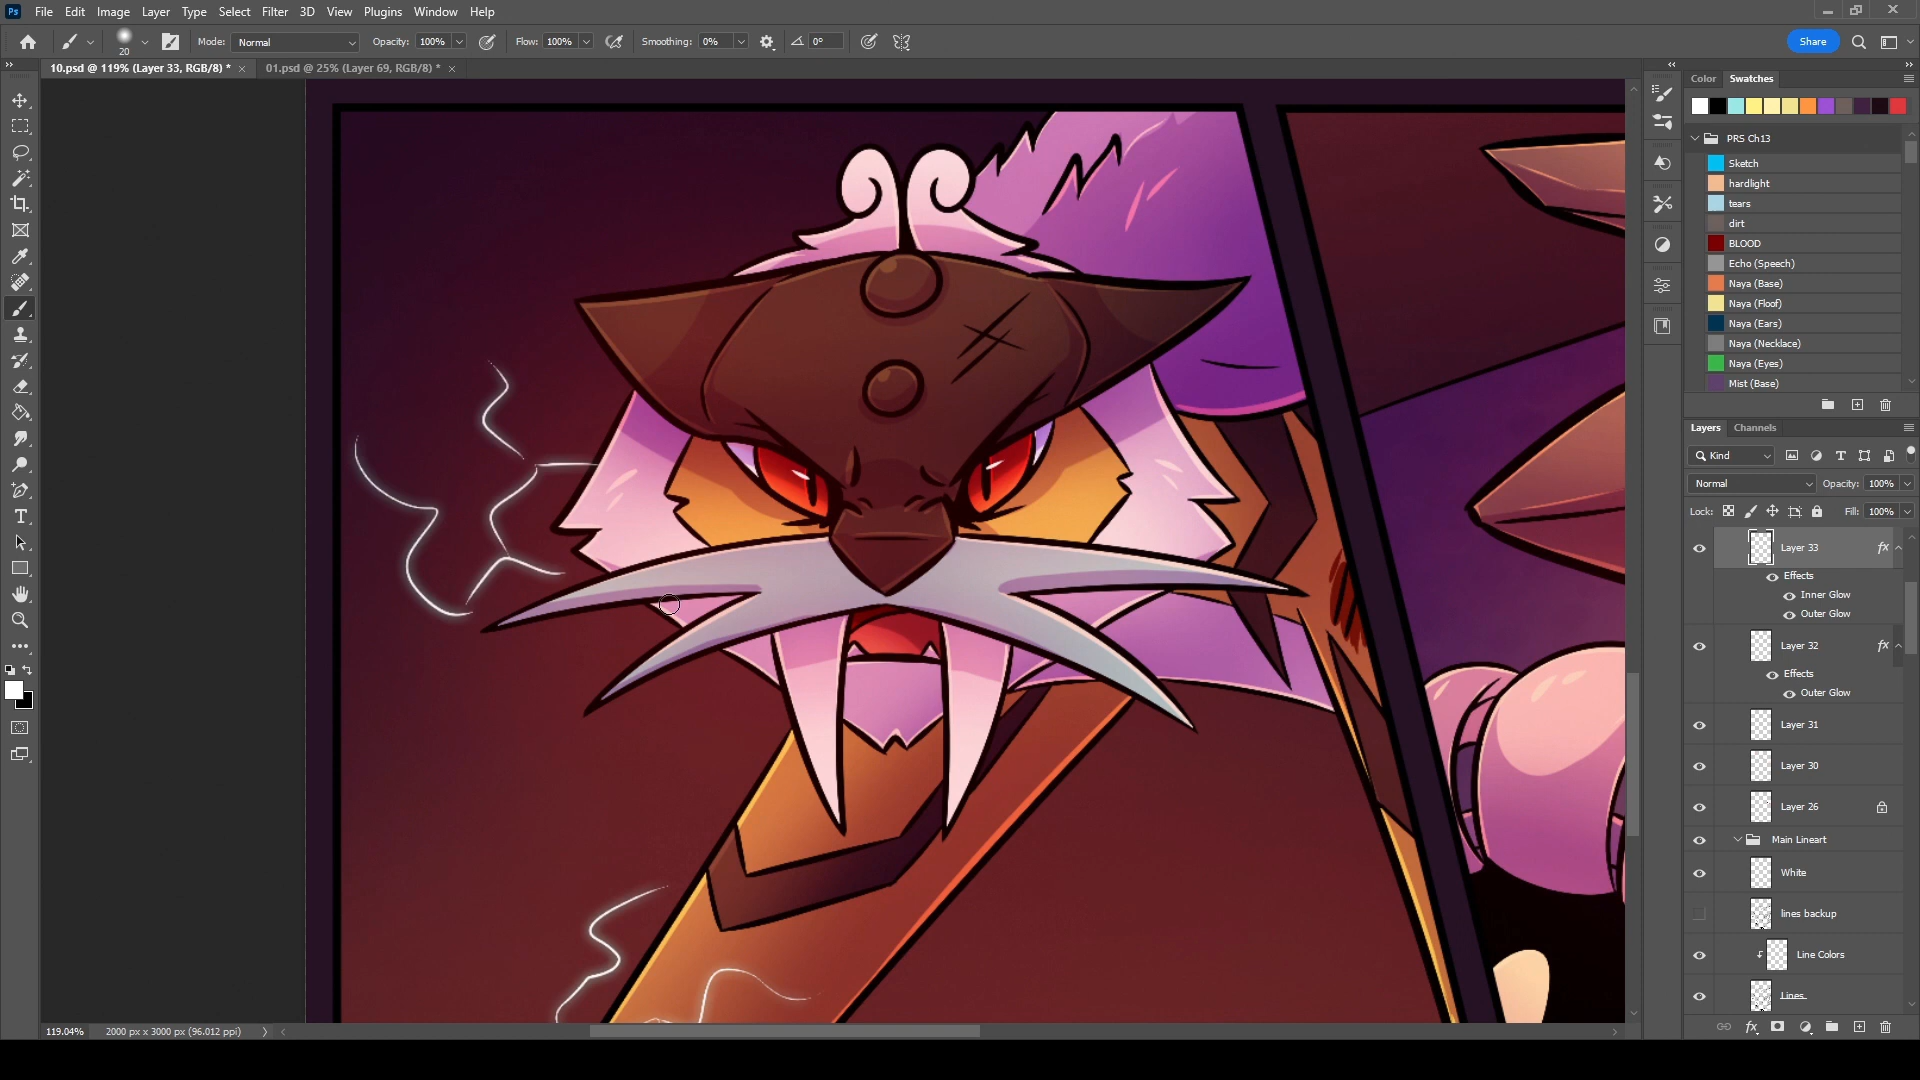 Ps File Edit Image Layer Type Select Filter 3D View Plugins Window Help
20 Mode: Normal Opacity: 100% Flow: 100% Smoothing: 0% 0° Share
10.psd @ 119% (Layer 33, RGB/8) * 01.psd @ 25% (Layer 69, RGB/8) *
Color Swatches
PRS Ch13
Sketch
hardlight
tears
dirt
BLOOD
Echo (Speech)
Naya (Base)
Naya (Floof)
Naya (Ears)
Naya (Necklace)
Naya (Eyes)
Mist (Base)
Layers Channels
Kind
Normal Opacity: 100%
Lock: Fill: 100%
Layer 33 fx
Effects
Inner Glow
Outer Glow
Layer 32 fx
Effects
Outer Glow
Layer 31
Layer 30
Layer 26
Main Lineart
White
lines backup
Line Colors
Lines
fx
119.04% 2000 px x 3000 px (96.012 ppi)